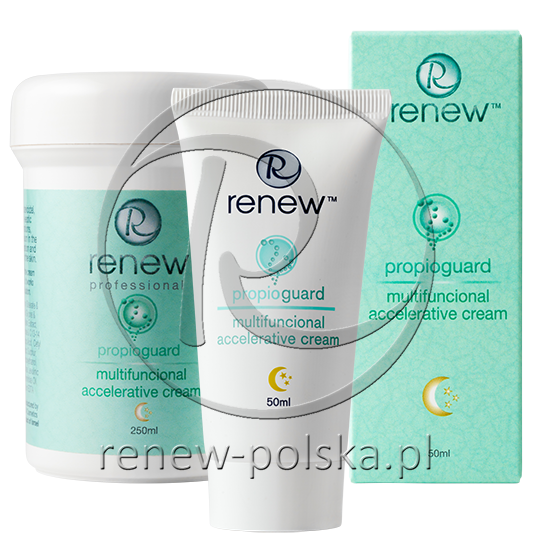 R
renew
professional
propioguard
multifuncional
accelerative cream
250ml
R
renew™
propioguard
multifuncional
accelerative cream
50ml
R
renew™
propioguard
multifuncional
accelerative cream
50ml
R
renew-polska.pl